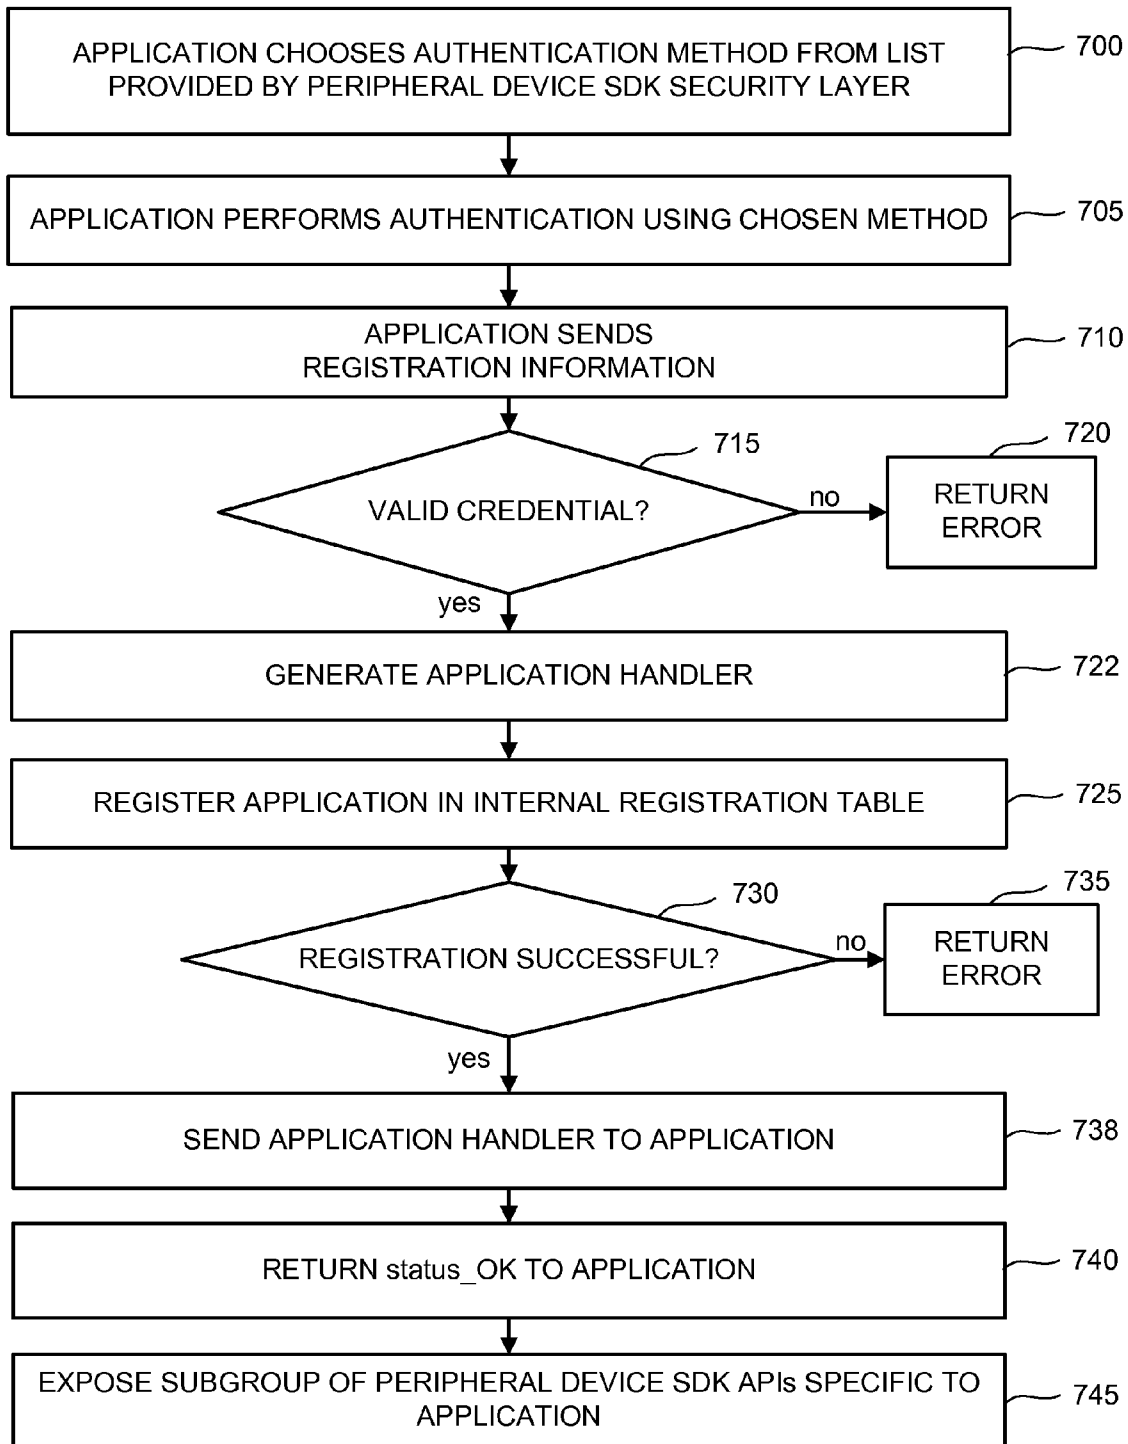 APPLICATION CHOOSES AUTHENTICATION METHOD FROM LIST
PROVIDED BY PERIPHERAL DEVICE SDK SECURITY LAYER
700
APPLICATION PERFORMS AUTHENTICATION USING CHOSEN METHOD
705
APPLICATION SENDS
REGISTRATION INFORMATION
710
715
VALID CREDENTIAL?
no
720
RETURN
ERROR
yes
GENERATE APPLICATION HANDLER
722
REGISTER APPLICATION IN INTERNAL REGISTRATION TABLE
725
730
REGISTRATION SUCCESSFUL?
no
735
RETURN
ERROR
yes
SEND APPLICATION HANDLER TO APPLICATION
738
RETURN status_OK TO APPLICATION
740
EXPOSE SUBGROUP OF PERIPHERAL DEVICE SDK APIs SPECIFIC TO
APPLICATION
745